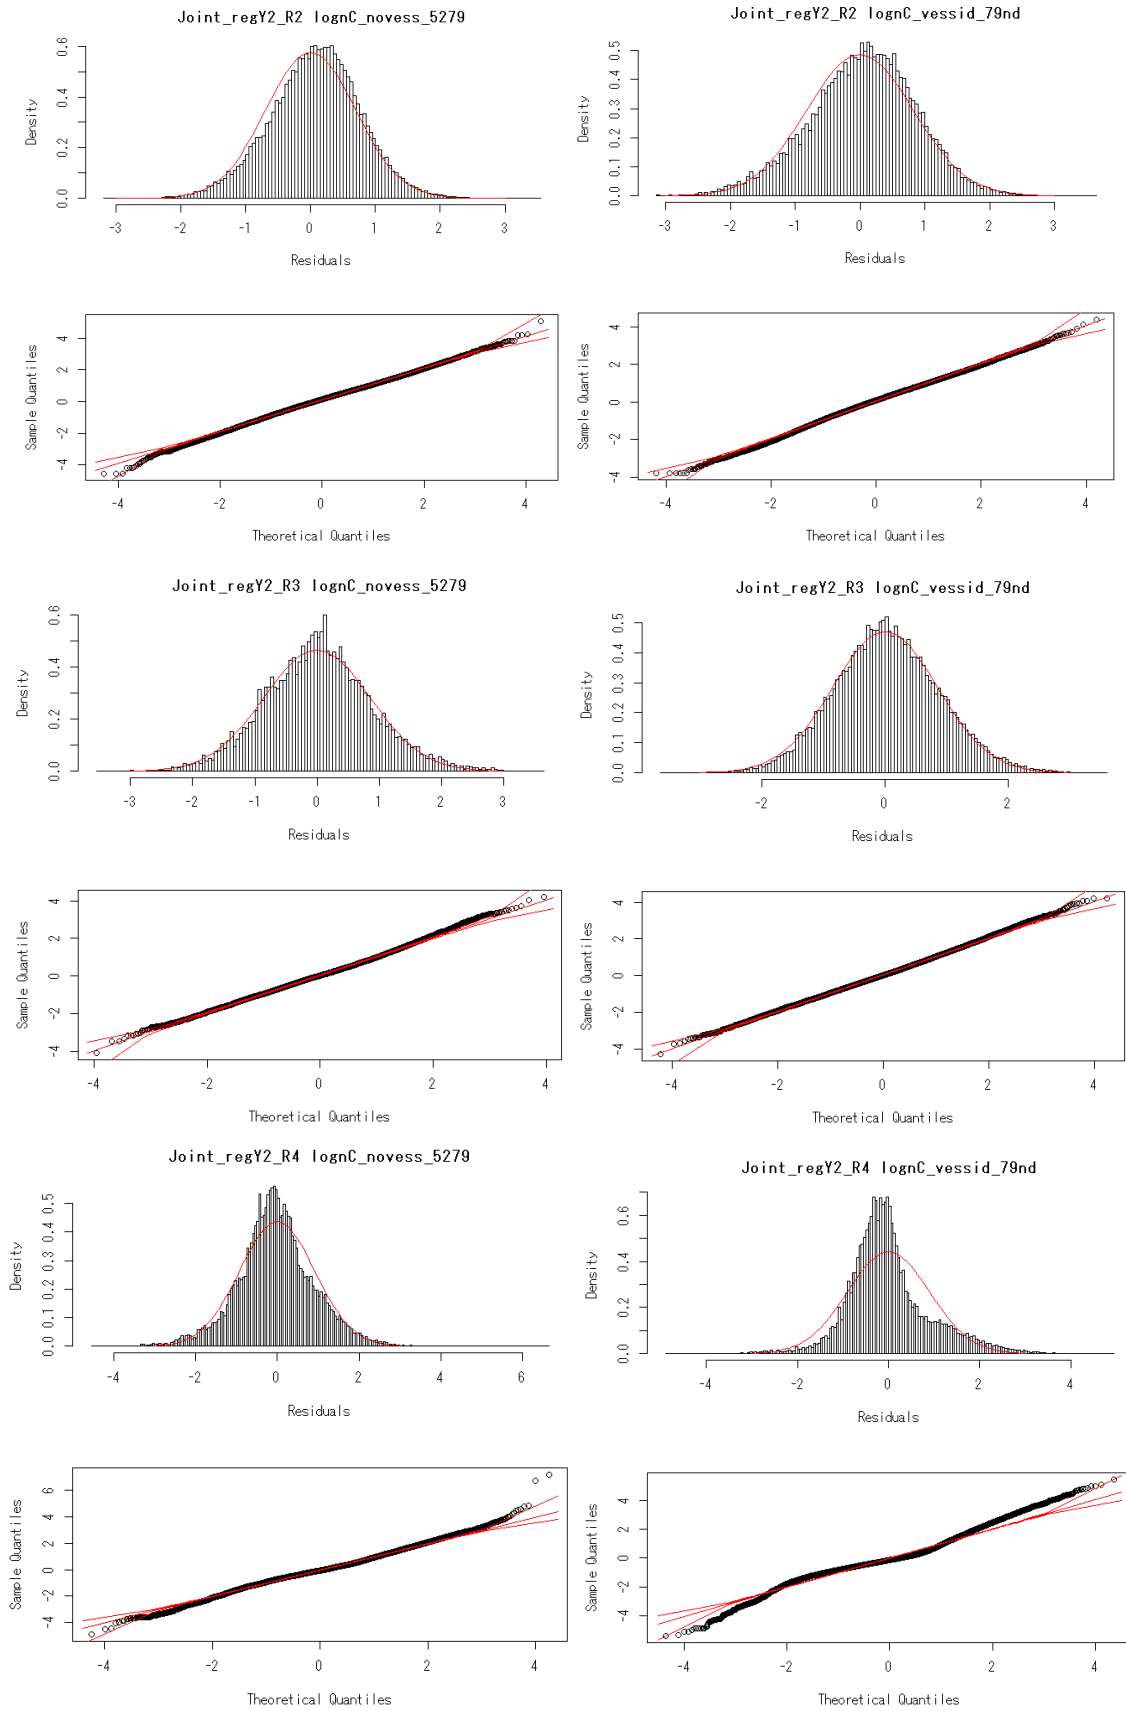 Joint_regY2_R2 lognC_novess_5279
Density
0.0 0.2 0.4 0.6
-3 -2 -1 0 1 2 3
Residuals
Sample Quantiles
-4 -2 0 2 4
-4 -2 0 2 4
Theoretical Quantiles
Joint_regY2_R2 lognC_vessid_79nd
Density
0.0 0.1 0.2 0.3 0.4 0.5
-3 -2 -1 0 1 2 3
Residuals
Sample Quantiles
-4 -2 0 2 4
-4 -2 0 2 4
Theoretical Quantiles
Joint_regY2_R3 lognC_novess_5279
Density
0.0 0.2 0.4 0.6
-3 -2 -1 0 1 2 3
Residuals
Sample Quantiles
-4 -2 0 2 4
-4 -2 0 2 4
Theoretical Quantiles
Joint_regY2_R3 lognC_vessid_79nd
Density
0.0 0.1 0.2 0.3 0.4 0.5
-2 0 2
Residuals
Sample Quantiles
-4 -2 0 2 4
-4 -2 0 2 4
Theoretical Quantiles
Joint_regY2_R4 lognC_novess_5279
Density
0.0 0.1 0.2 0.3 0.4 0.5
-4 -2 0 2 4 6
Residuals
Sample Quantiles
-4 -2 0 2 4 6
-4 -2 0 2 4
Theoretical Quantiles
Joint_regY2_R4 lognC_vessid_79nd
Density
0.0 0.2 0.4 0.6
-4 -2 0 2 4
Residuals
Sample Quantiles
-4 -2 0 2 4
-4 -2 0 2 4
Theoretical Quantiles